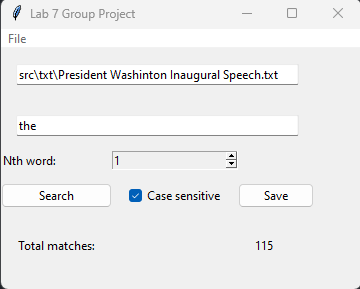 Lab 7 Group Project
File
src\txt\President Washinton Inaugural Speech.txt
the
Nth word: 1
Search Case sensitive Save
Total matches: 115